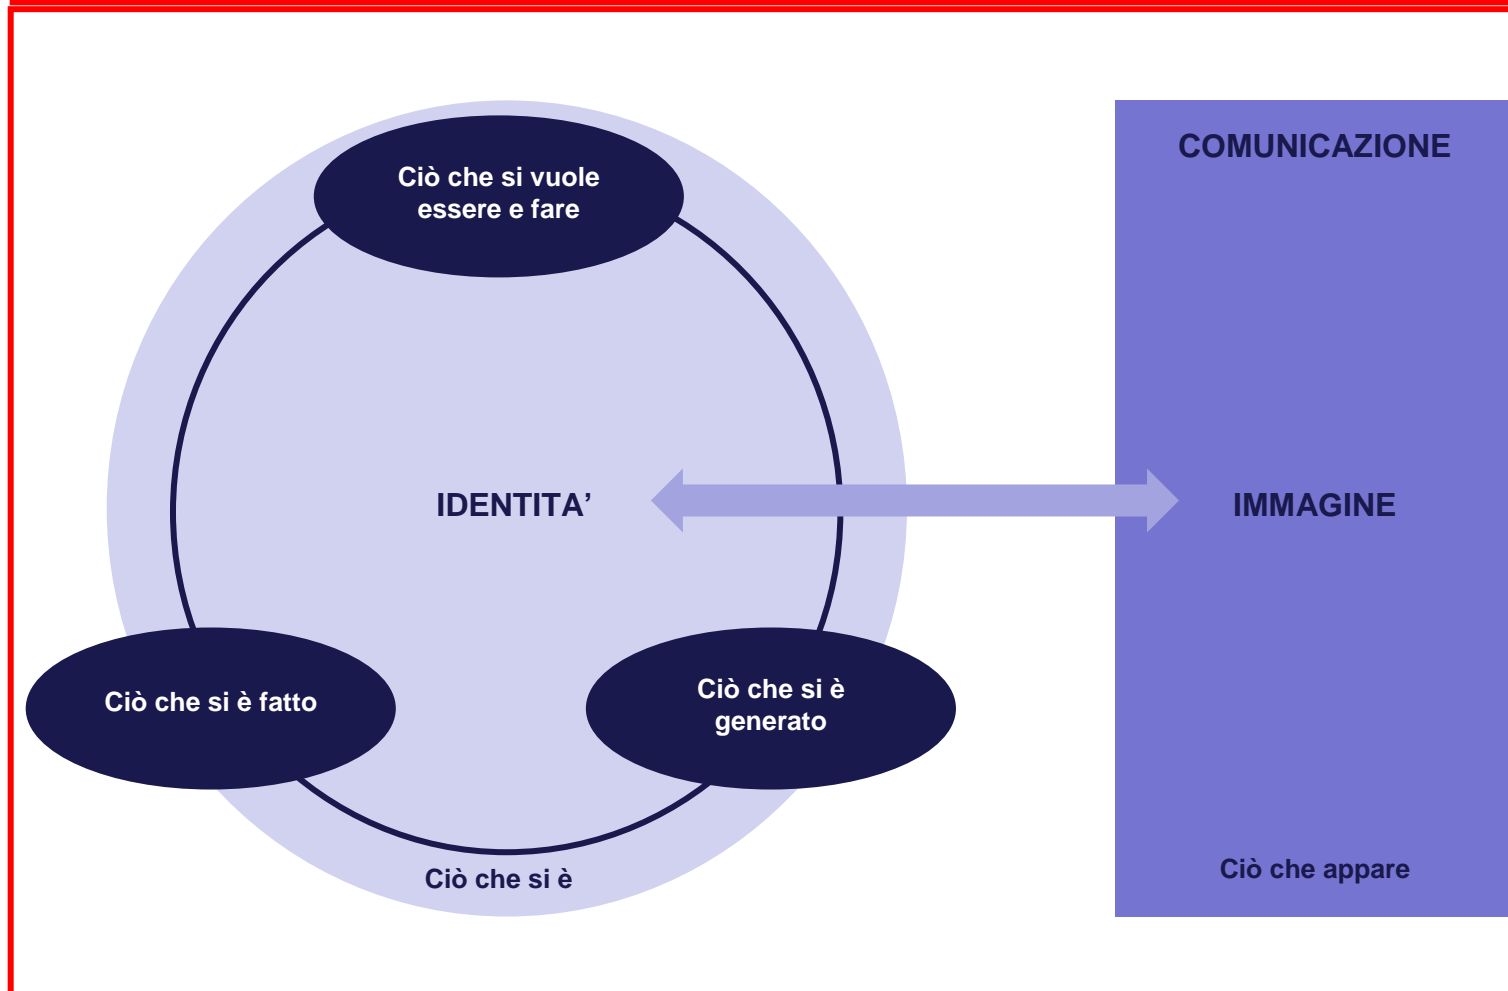 Ciò che si vuole
essere e fare
COMUNICAZIONE
IDENTITA’
IMMAGINE
Ciò che si è fatto
Ciò che si è
generato
Ciò che si è
Ciò che appare